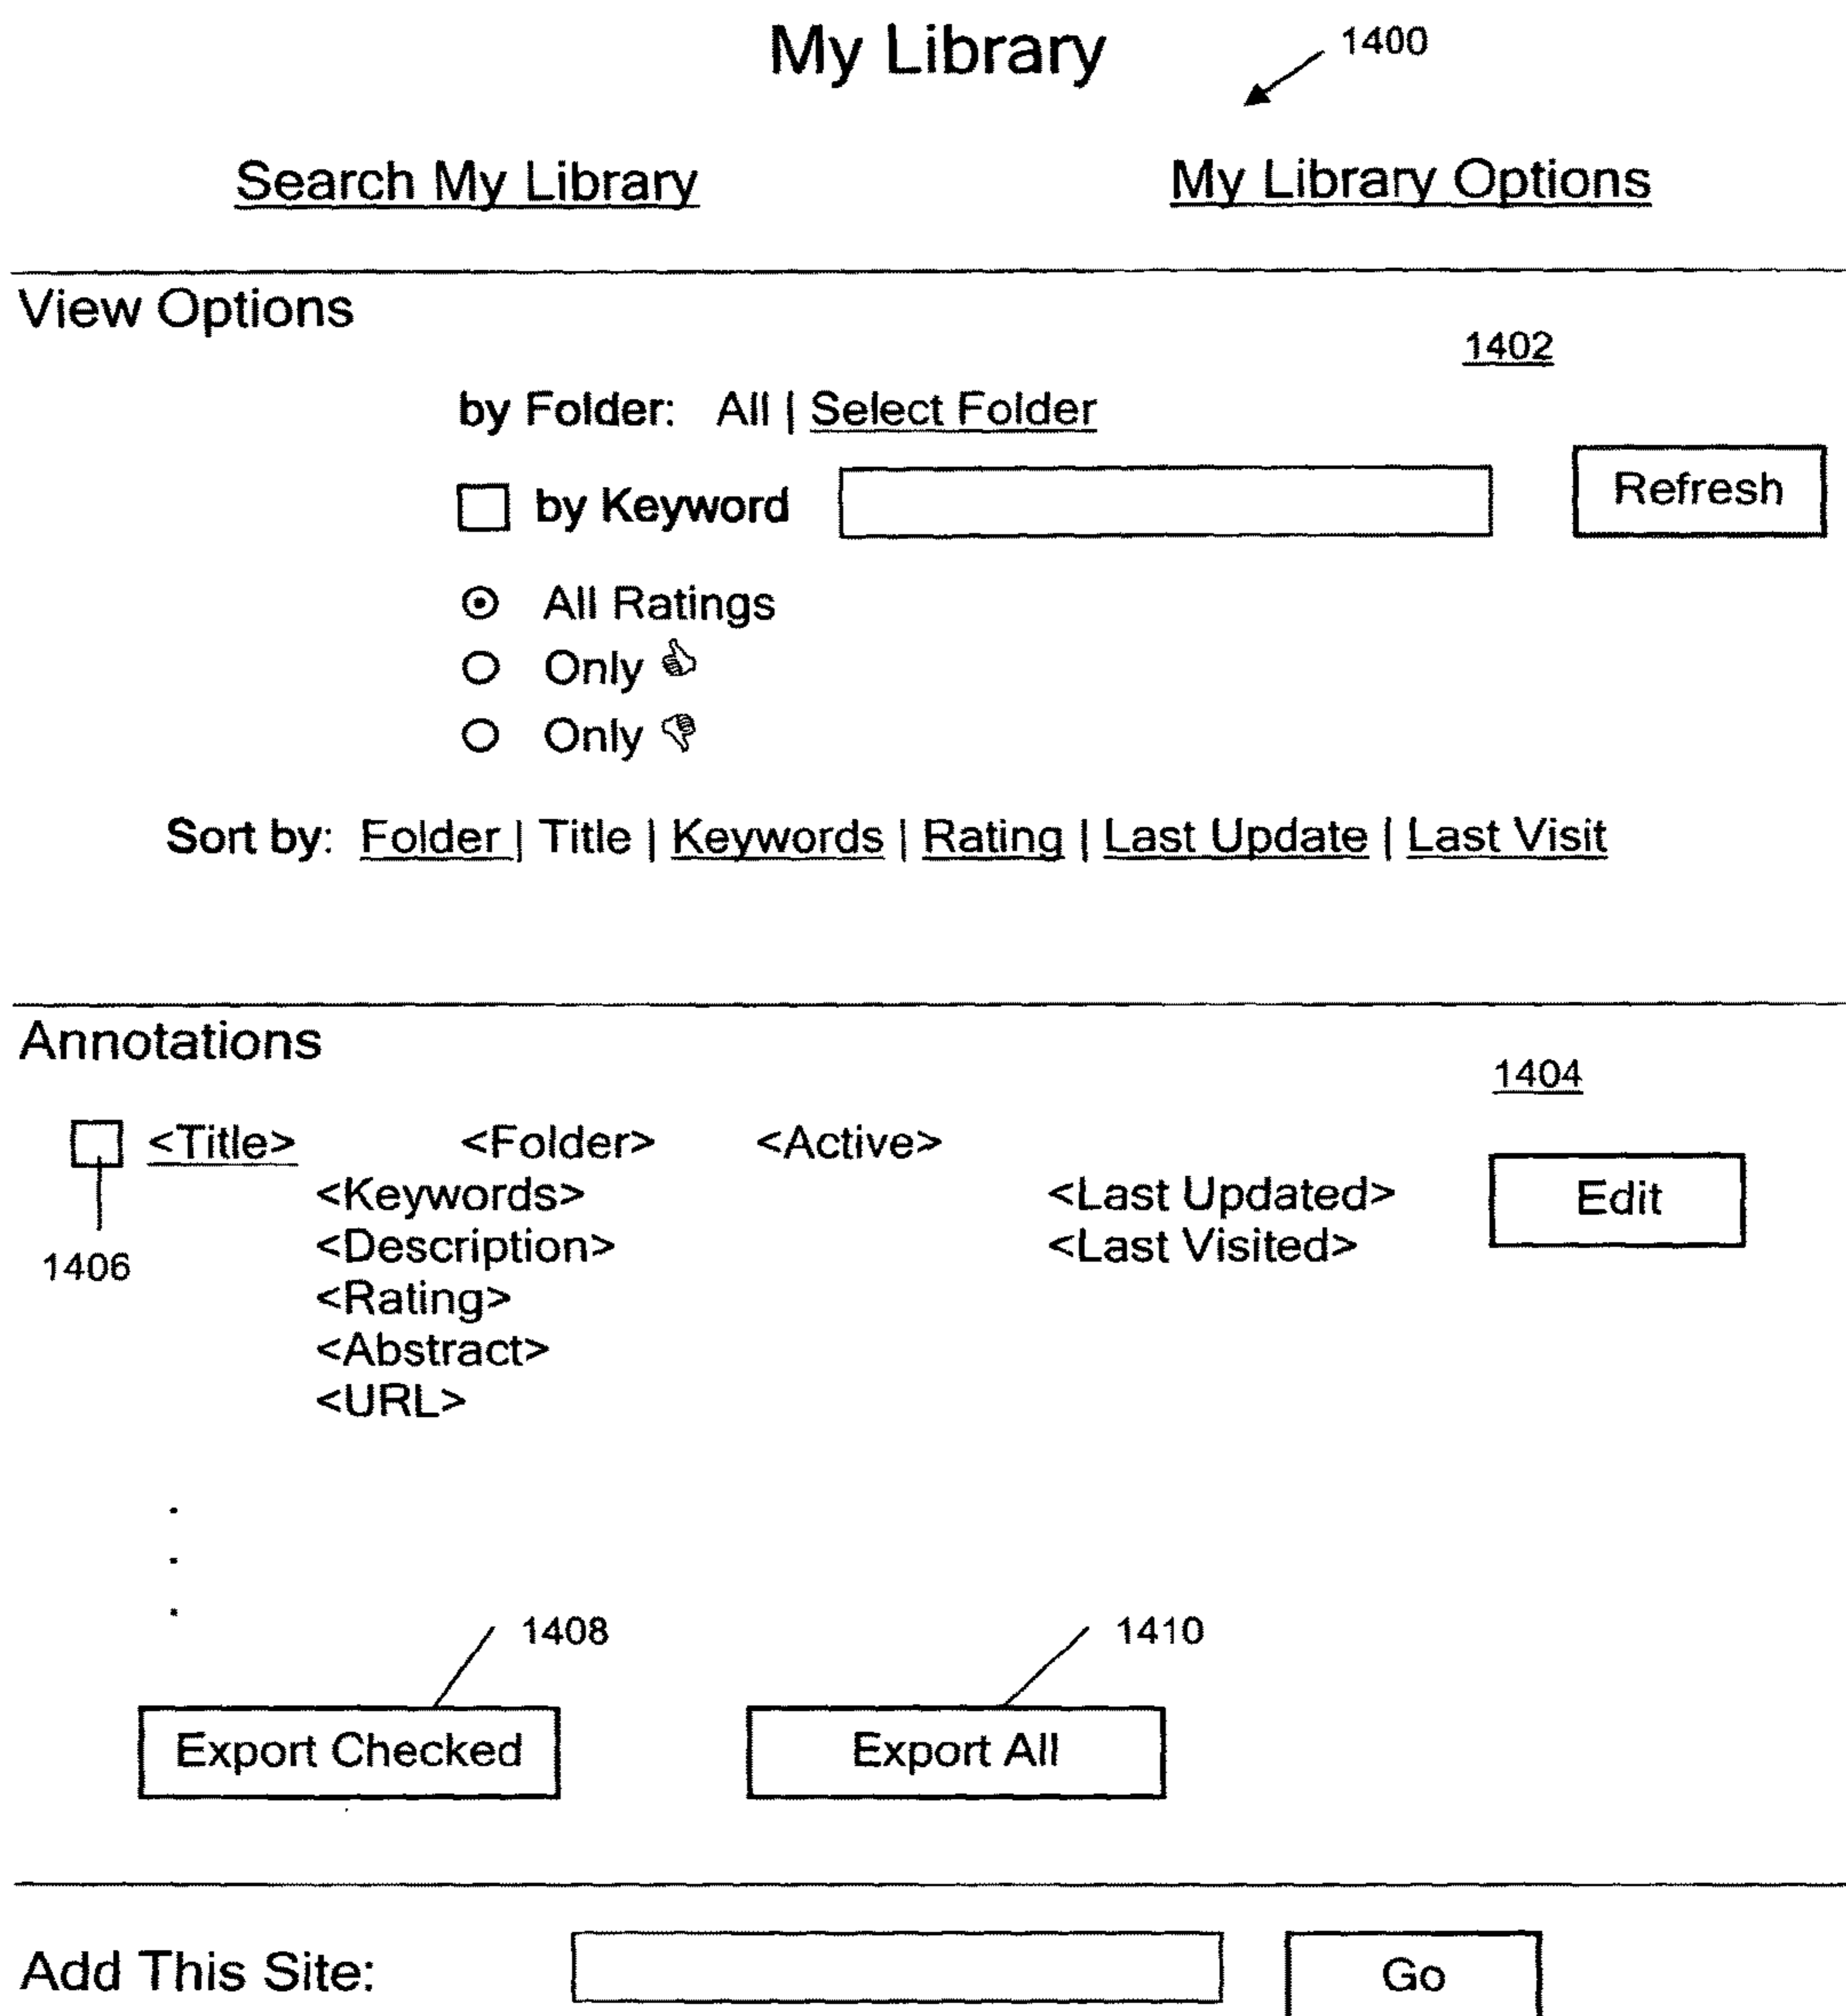 My Library
1400
Search My Library My Library Options
View Options
1402
by Folder: All | Select Folder
by Keyword Refresh
All Ratings
Only 👍
Only 👎
Sort by: Folder | Title | Keywords | Rating | Last Update | Last Visit
Annotations
1404
<Title> <Folder> <Active>
<Keywords> <Last Updated> Edit
1406 <Description> <Last Visited>
<Rating>
<Abstract>
<URL>
.
.
.
1408 1410
Export Checked Export All
Add This Site: Go